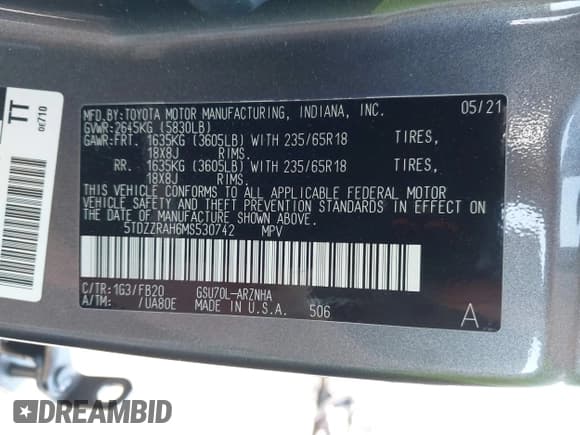 TT
0r/710
MFD.BY:TOYOTA MOTOR MANUFACTURING, INDIANA, INC. 05/21
GVWR:2645KG (5830LB)
GAWR:FRT. 1635KG (3605LB) WITH 235/65R18 TIRES,
18X8J RIMS.
RR. 1635KG (3605LB) WITH 235/65R18 TIRES,
18X8J RIMS.
THIS VEHICLE CONFORMS TO ALL APPLICABLE FEDERAL MOTOR
VEHICLE SAFETY AND THEFT PREVENTION STANDARDS IN EFFECT ON
THE DATE OF MANUFACTURE SHOWN ABOVE.
5TDZZRAH6MS530742 MPV
C/TR:1G3/FB20 GSU70L-ARZNHA
A/TM: /UA80E MADE IN U.S.A. 506 A
DREAMBID